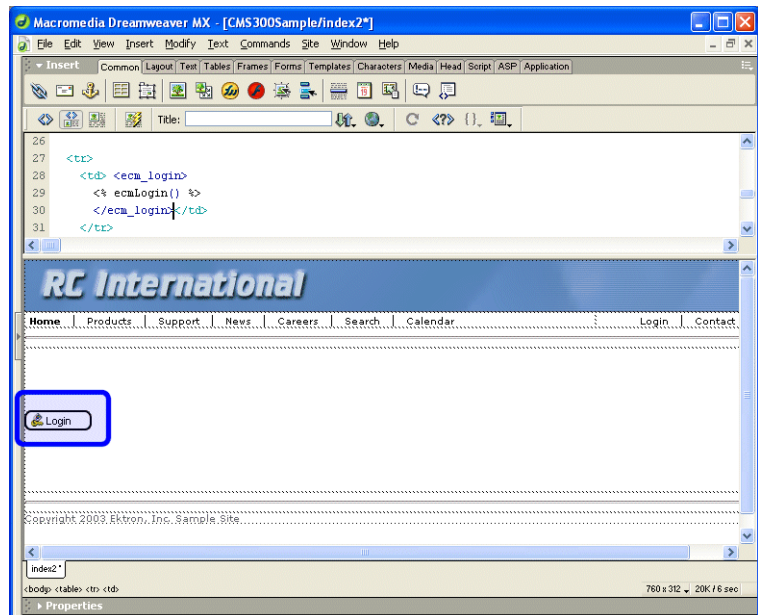 Macromedia Dreamweaver MX - [CMS300Sample/index2*]
File Edit View Insert Modify Text Commands Site Window Help
Insert Common Layout Text Tables Frames Forms Templates Characters Media Head Script ASP Application
Title:
26
27 <tr>
28 <td> <ecm_login>
29 <% ecmLogin() %>
30 </ecm_login></td>
31 </tr>
RC International
Home | Products | Support | News | Careers | Search | Calendar Login | Contact
Login
Copyright 2003 Ektron, Inc. Sample Site
index2*
<body> <table> <tr> <td> 760 x 312 20K / 6 sec
Properties